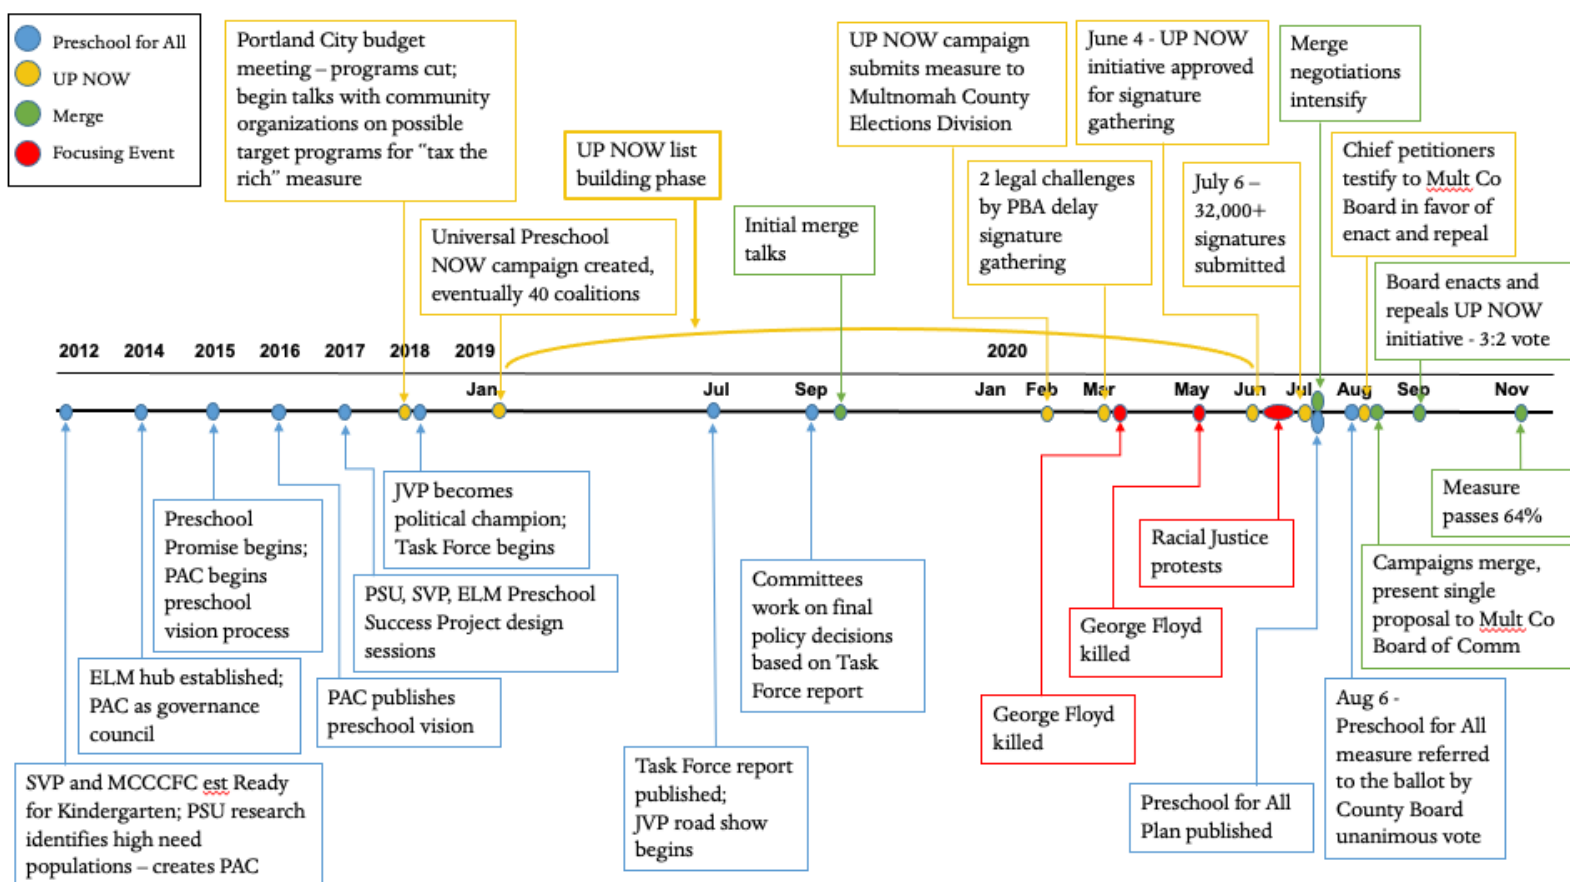 Preschool for All
UP NOW
Merge
Focusing Event
Portland City budget
meeting – programs cut;
begin talks with community
organizations on possible
target programs for “tax the
rich” measure
UP NOW list
building phase
Universal Preschool
NOW campaign created,
eventually 40 coalitions
Initial merge
talks
UP NOW campaign
submits measure to
Multnomah County
Elections Division
2 legal challenges
by PBA delay
signature
gathering
June 4 - UP NOW
initiative approved
for signature
gathering
July 6 –
32,000+
signatures
submitted
Merge
negotiations
intensify
Chief petitioners
testify to Mult Co
Board in favor of
enact and repeal
Board enacts and
repeals UP NOW
initiative - 3:2 vote
2012 2014 2015 2016 2017 2018 2019 2020
Jan Jul Sep Jan Feb Mar May Jun Jul Aug Sep Nov
SVP and MCCCFC est Ready
for Kindergarten; PSU research
identifies high need
populations – creates PAC
ELM hub established;
PAC as governance
council
Preschool
Promise begins;
PAC begins
preschool
vision process
PAC publishes
preschool vision
PSU, SVP, ELM Preschool
Success Project design
sessions
JVP becomes
political champion;
Task Force begins
Task Force report
published;
JVP road show
begins
Committees
work on final
policy decisions
based on Task
Force report
George Floyd
killed
George Floyd
killed
Racial Justice
protests
Preschool for All
Plan published
Aug 6 -
Preschool for All
measure referred
to the ballot by
County Board
unanimous vote
Campaigns merge,
present single
proposal to Mult Co
Board of Comm
Measure
passes 64%